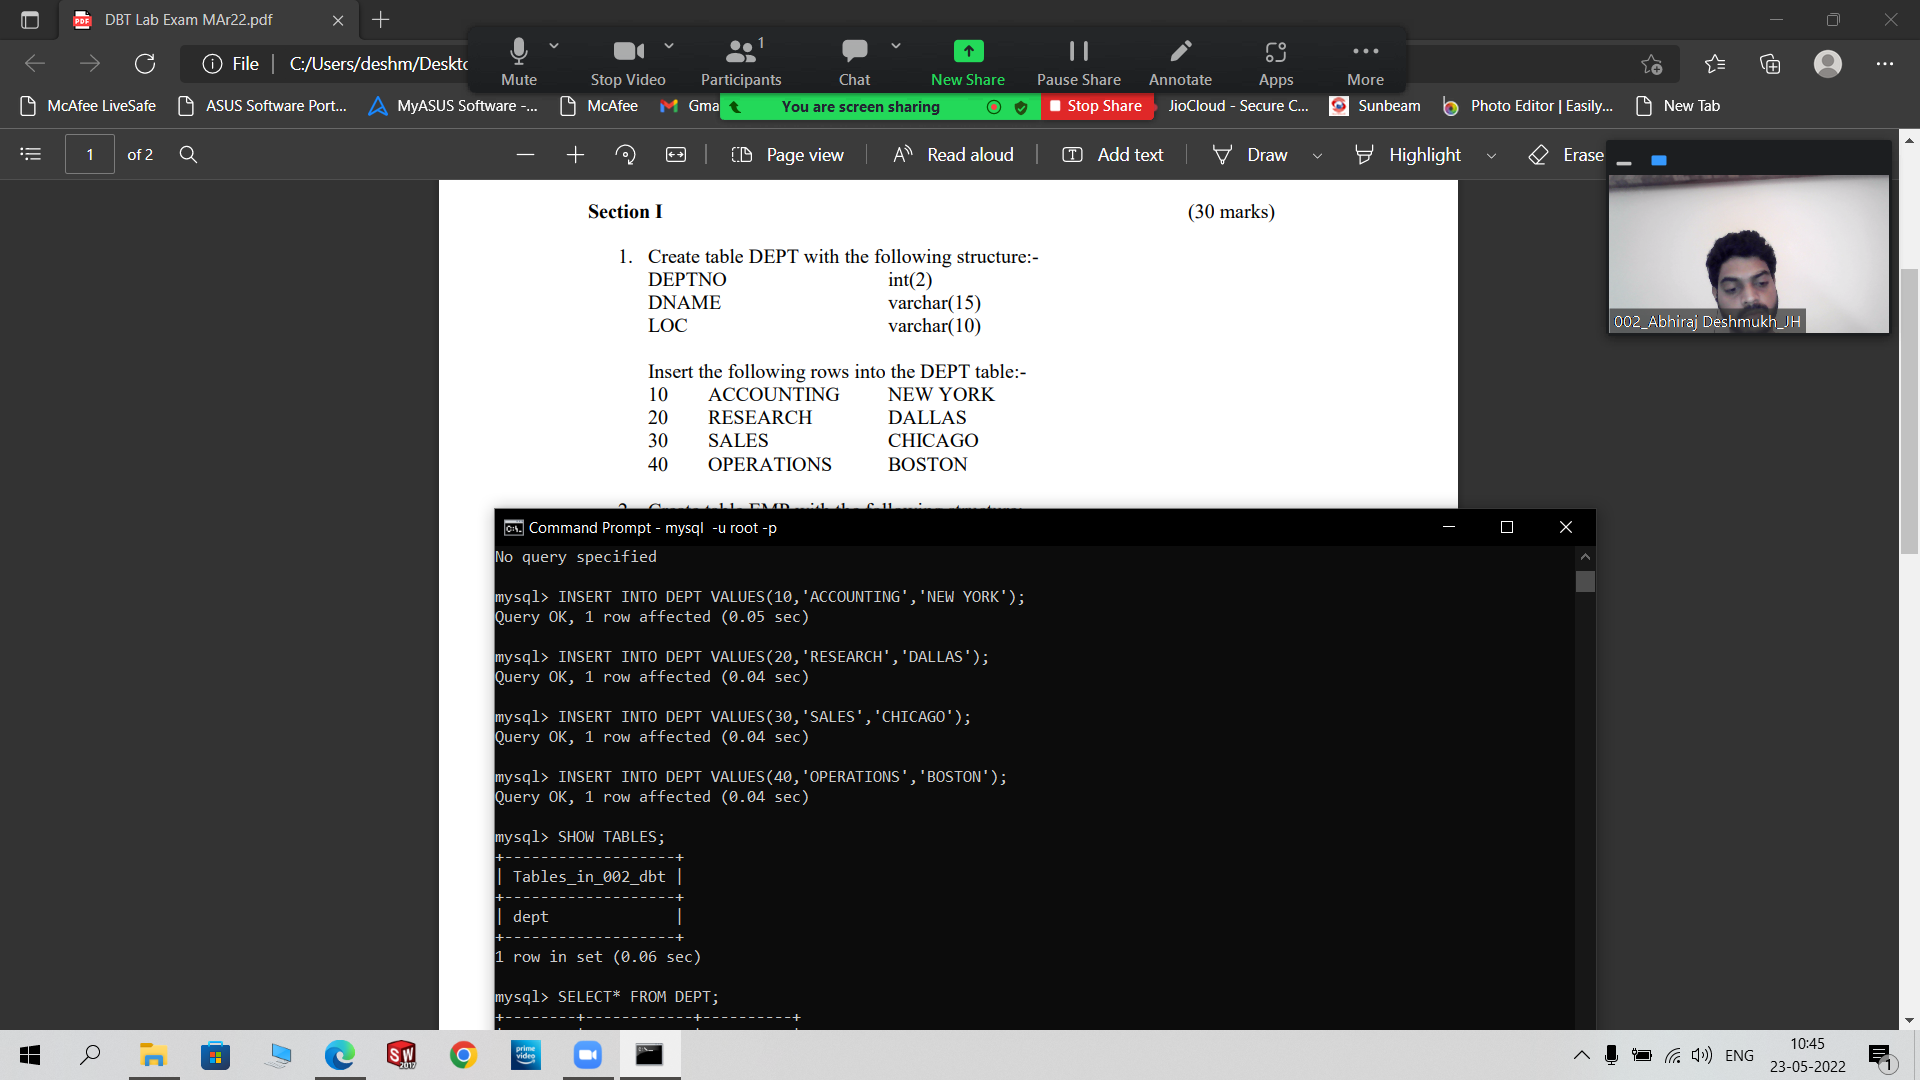 DBT Lab Exam MAr22.pdf
Mute
Stop Video
1
Participants
Chat
New Share
Pause Share
Annotate
Apps
More
File
C:/Users/deshm/Deskto
McAfee LiveSafe
ASUS Software Port...
MyASUS Software -...
McAfee
Gma
You are screen sharing
Stop Share
JioCloud - Secure C...
Sunbeam
Photo Editor | Easily...
New Tab
1
of 2
Page view
Read aloud
Add text
Draw
Highlight
Erase
Section I (30 marks)
1. Create table DEPT with the following structure:-
DEPTNO int(2)
DNAME varchar(15)
LOC varchar(10)
Insert the following rows into the DEPT table:-
10 ACCOUNTING NEW YORK
20 RESEARCH DALLAS
30 SALES CHICAGO
40 OPERATIONS BOSTON
002_Abhiraj Deshmukh_JH
Command Prompt - mysql -u root -p
No query specified
mysql> INSERT INTO DEPT VALUES(10,'ACCOUNTING','NEW YORK');
Query OK, 1 row affected (0.05 sec)
mysql> INSERT INTO DEPT VALUES(20,'RESEARCH','DALLAS');
Query OK, 1 row affected (0.04 sec)
mysql> INSERT INTO DEPT VALUES(30,'SALES','CHICAGO');
Query OK, 1 row affected (0.04 sec)
mysql> INSERT INTO DEPT VALUES(40,'OPERATIONS','BOSTON');
Query OK, 1 row affected (0.04 sec)
mysql> SHOW TABLES;
+-------------------+
| Tables_in_002_dbt |
+-------------------+
| dept              |
+-------------------+
1 row in set (0.06 sec)
mysql> SELECT* FROM DEPT;
+--------+------------+----------+
SW
2017
prime video
ENG
10:45
23-05-2022
1